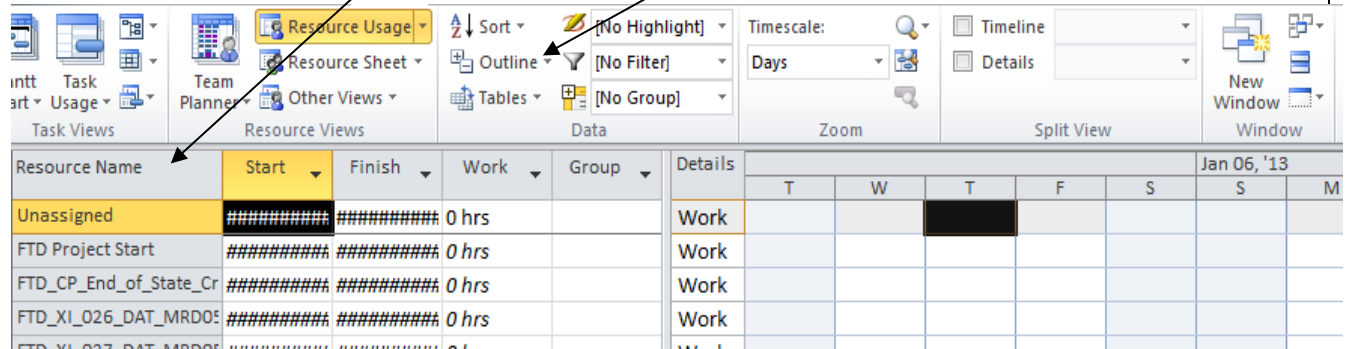 Resource Usage
Sort
[No Highlight]
Timescale:
Timeline
Resource Sheet
Outline
[No Filter]
Days
Details
antt
Task
Team
New
art
Usage
Planner
Other Views
Tables
[No Group]
Window
Task Views
Resource Views
Data
Zoom
Split View
Window
Resource Name
Start
Finish
Work
Group
Details
Jan 06, '13
T W T F S S M
Unassigned ########## ########## 0 hrs Work
FTD Project Start ########## ########## 0 hrs Work
FTD_CP_End_of_State_Cr ########## ########## 0 hrs Work
FTD_XI_026_DAT_MRD05 ########## ########## 0 hrs Work